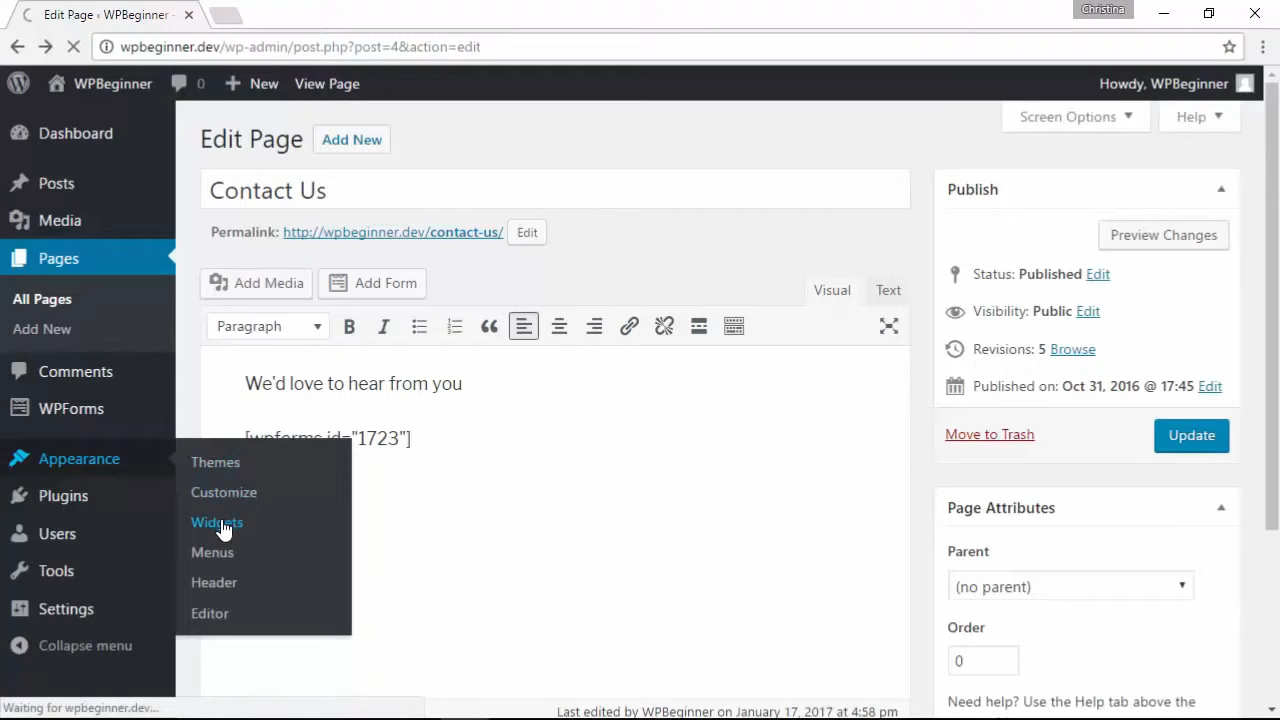 Edit Page ‹ WPBeginner -
Christina
wpbeginner.dev/wp-admin/post.php?post=4&action=edit
WPBeginner 0 New View Page Howdy, WPBeginner
Screen Options Help
Edit Page Add New
Dashboard
Posts
Media
Pages
All Pages
Add New
Comments
WPForms
Appearance
Plugins
Users
Tools
Settings
Collapse menu
Themes
Customize
Widgets
Menus
Header
Editor
Contact Us
Permalink: http://wpbeginner.dev/contact-us/ Edit
Add Media Add Form
Visual Text
Paragraph
We'd love to hear from you
[wpforms id="1723"]
Publish
Preview Changes
Status: Published Edit
Visibility: Public Edit
Revisions: 5 Browse
Published on: Oct 31, 2016 @ 17:45 Edit
Move to Trash Update
Page Attributes
Parent
(no parent)
Order
0
Need help? Use the Help tab above the
Last edited by WPBeginner on January 17, 2017 at 4:58 pm
Waiting for wpbeginner.dev...